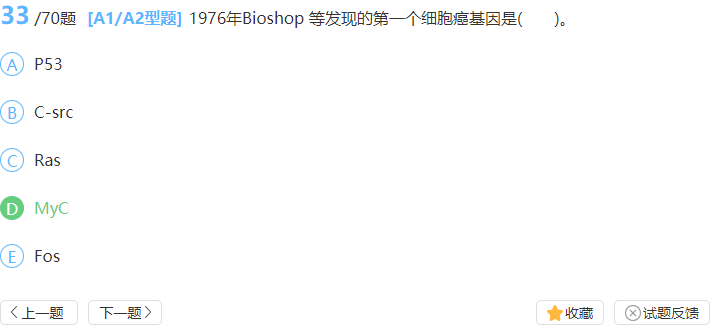 33 /70题 [A1/A2型题] 1976年Bioshop 等发现的第一个细胞癌基因是( )。
A P53
B C-src
C Ras
D MyC
E Fos
上一题 下一题 收藏 试题反馈